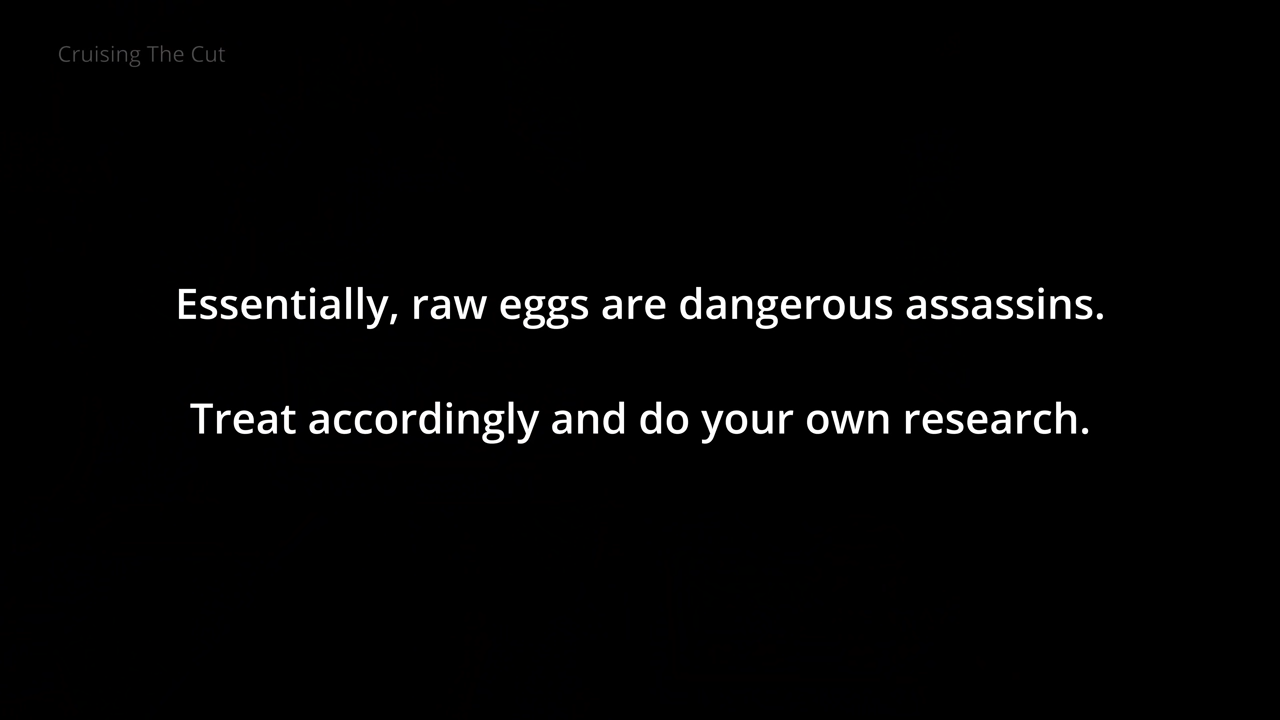 Cruising The Cut
Essentially, raw eggs are dangerous assassins.
Treat accordingly and do your own research.